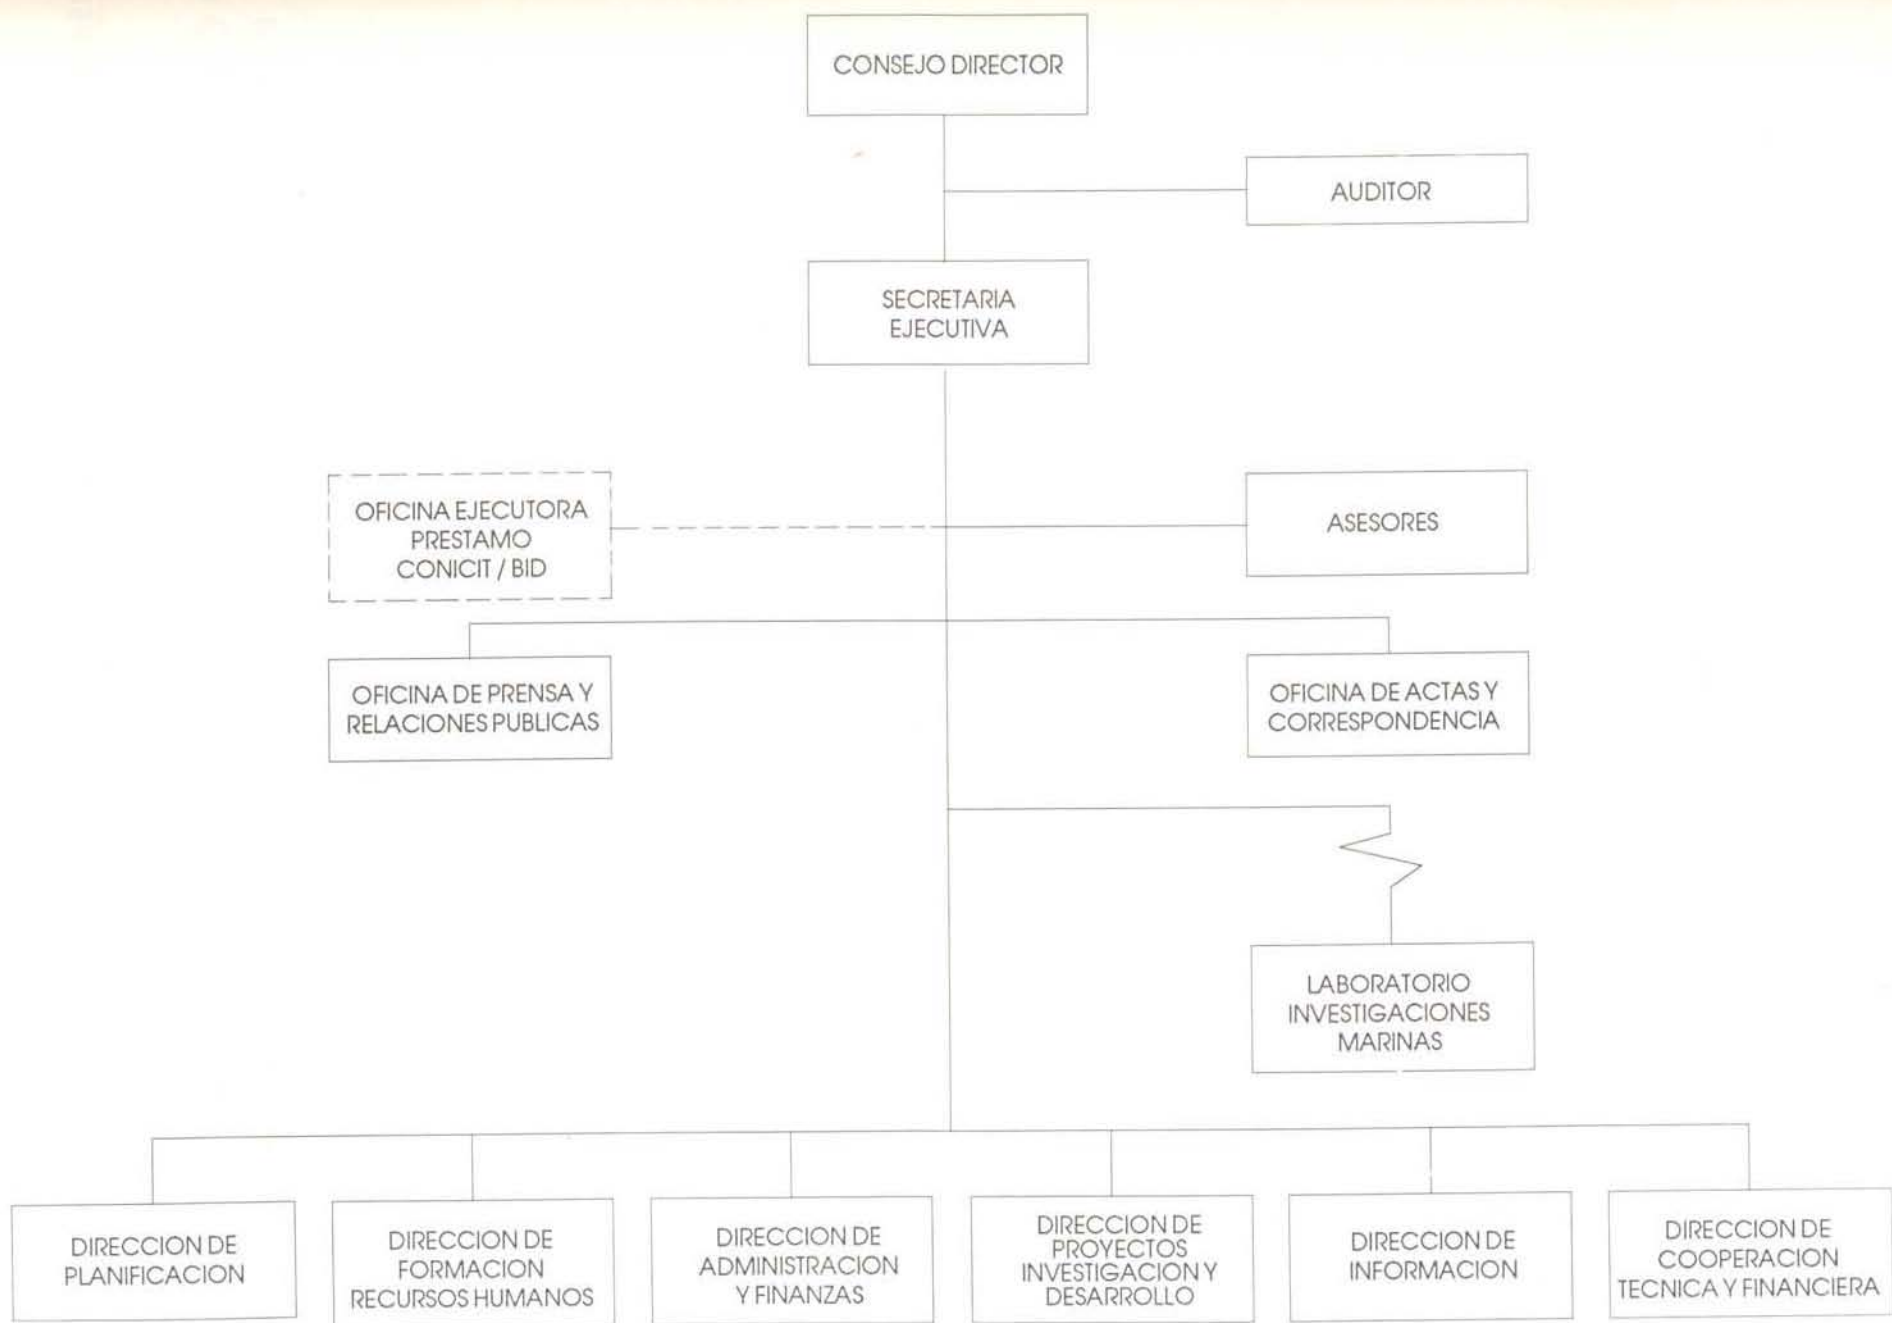 CONSEJO DIRECTOR
AUDITOR
SECRETARIA
EJECUTIVA
OFICINA EJECUTORA
PRESTAMO
CONICIT / BID
ASESORES
OFICINA DE PRENSA Y
RELACIONES PUBLICAS
OFICINA DE ACTAS Y
CORRESPONDENCIA
LABORATORIO
INVESTIGACIONES
MARINAS
DIRECCION DE
PLANIFICACION
DIRECCION DE
FORMACION
RECURSOS HUMANOS
DIRECCION DE
ADMINISTRACION
Y FINANZAS
DIRECCION DE
PROYECTOS
INVESTIGACION Y
DESARROLLO
DIRECCION DE
INFORMACION
DIRECCION DE
COOPERACION
TECNICA Y FINANCIERA